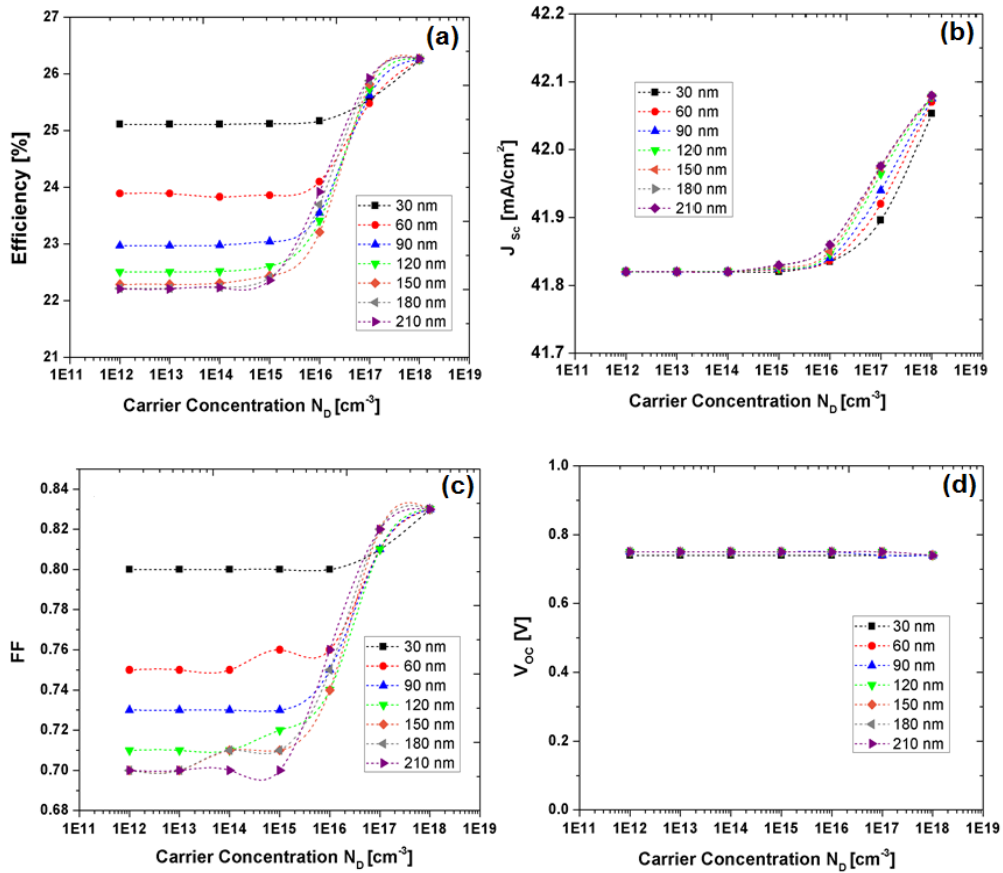 (a)
Efficiency [%]
27
26
25
24
23
22
21
30 nm
60 nm
90 nm
120 nm
150 nm
180 nm
210 nm
1E11 1E12 1E13 1E14 1E15 1E16 1E17 1E18 1E19
Carrier Concentration N_D [cm⁻³]
(b)
J_Sc [mA/cm²]
42.2
42.1
42.0
41.9
41.8
41.7
30 nm
60 nm
90 nm
120 nm
150 nm
180 nm
210 nm
1E11 1E12 1E13 1E14 1E15 1E16 1E17 1E18 1E19
Carrier Concentration N_D [cm⁻³]
(c)
FF
0.84
0.82
0.80
0.78
0.76
0.74
0.72
0.70
0.68
30 nm
60 nm
90 nm
120 nm
150 nm
180 nm
210 nm
1E11 1E12 1E13 1E14 1E15 1E16 1E17 1E18 1E19
Carrier Concentration N_D [cm⁻³]
(d)
V_OC [V]
1.0
0.8
0.6
0.4
0.2
0.0
30 nm
60 nm
90 nm
120 nm
150 nm
180 nm
210 nm
1E11 1E12 1E13 1E14 1E15 1E16 1E17 1E18 1E19
Carrier Concentration N_D [cm⁻³]